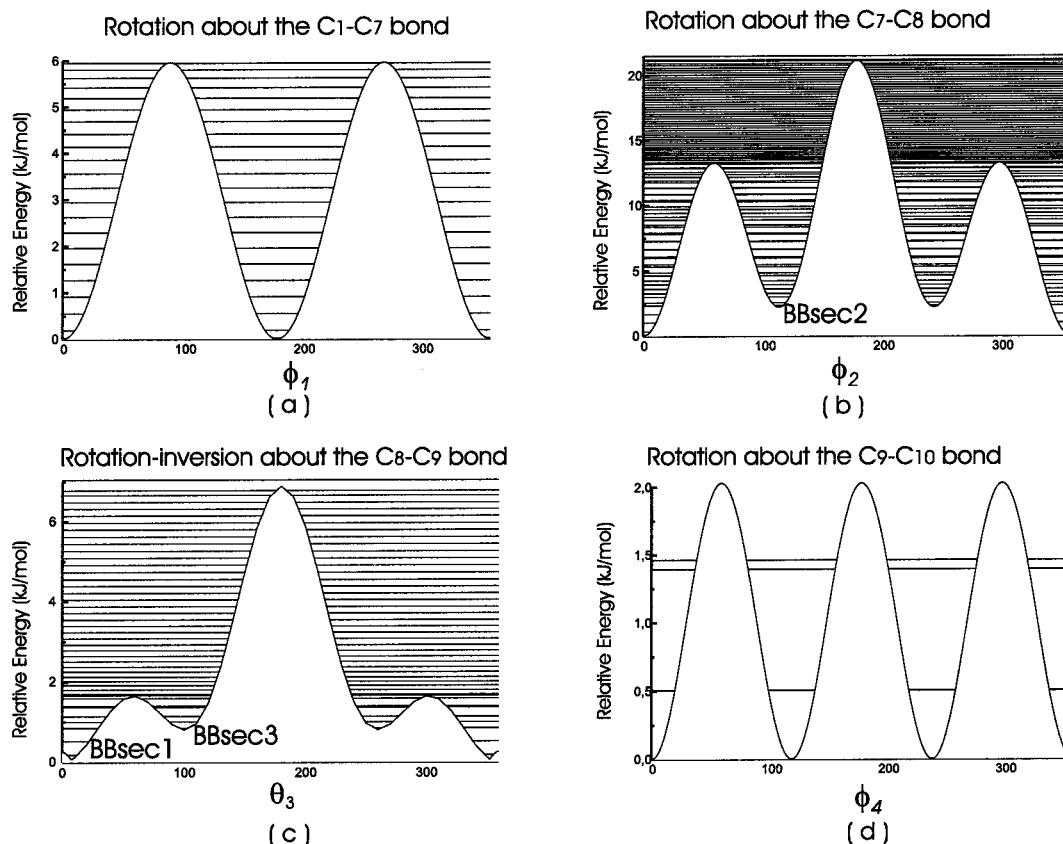 Rotation about the C1-C7 bond
Relative Energy (kJ/mol)
6
5
4
3
2
1
0
0 100 200 300
ϕ1
( a )
Rotation about the C7-C8 bond
Relative Energy (kJ/mol)
20
15
10
5
0
BBsec2
0 100 200 300
ϕ2
( b )
Rotation-inversion about the C8-C9 bond
Relative Energy (kJ/mol)
6
4
2
0
BBsec1
BBsec3
0 100 200 300
θ_3
( c )
Rotation about the C9-C10 bond
Relative Energy (kJ/mol)
2,0
1,5
1,0
0,5
0,0
0 100 200 300
ϕ4
( d )